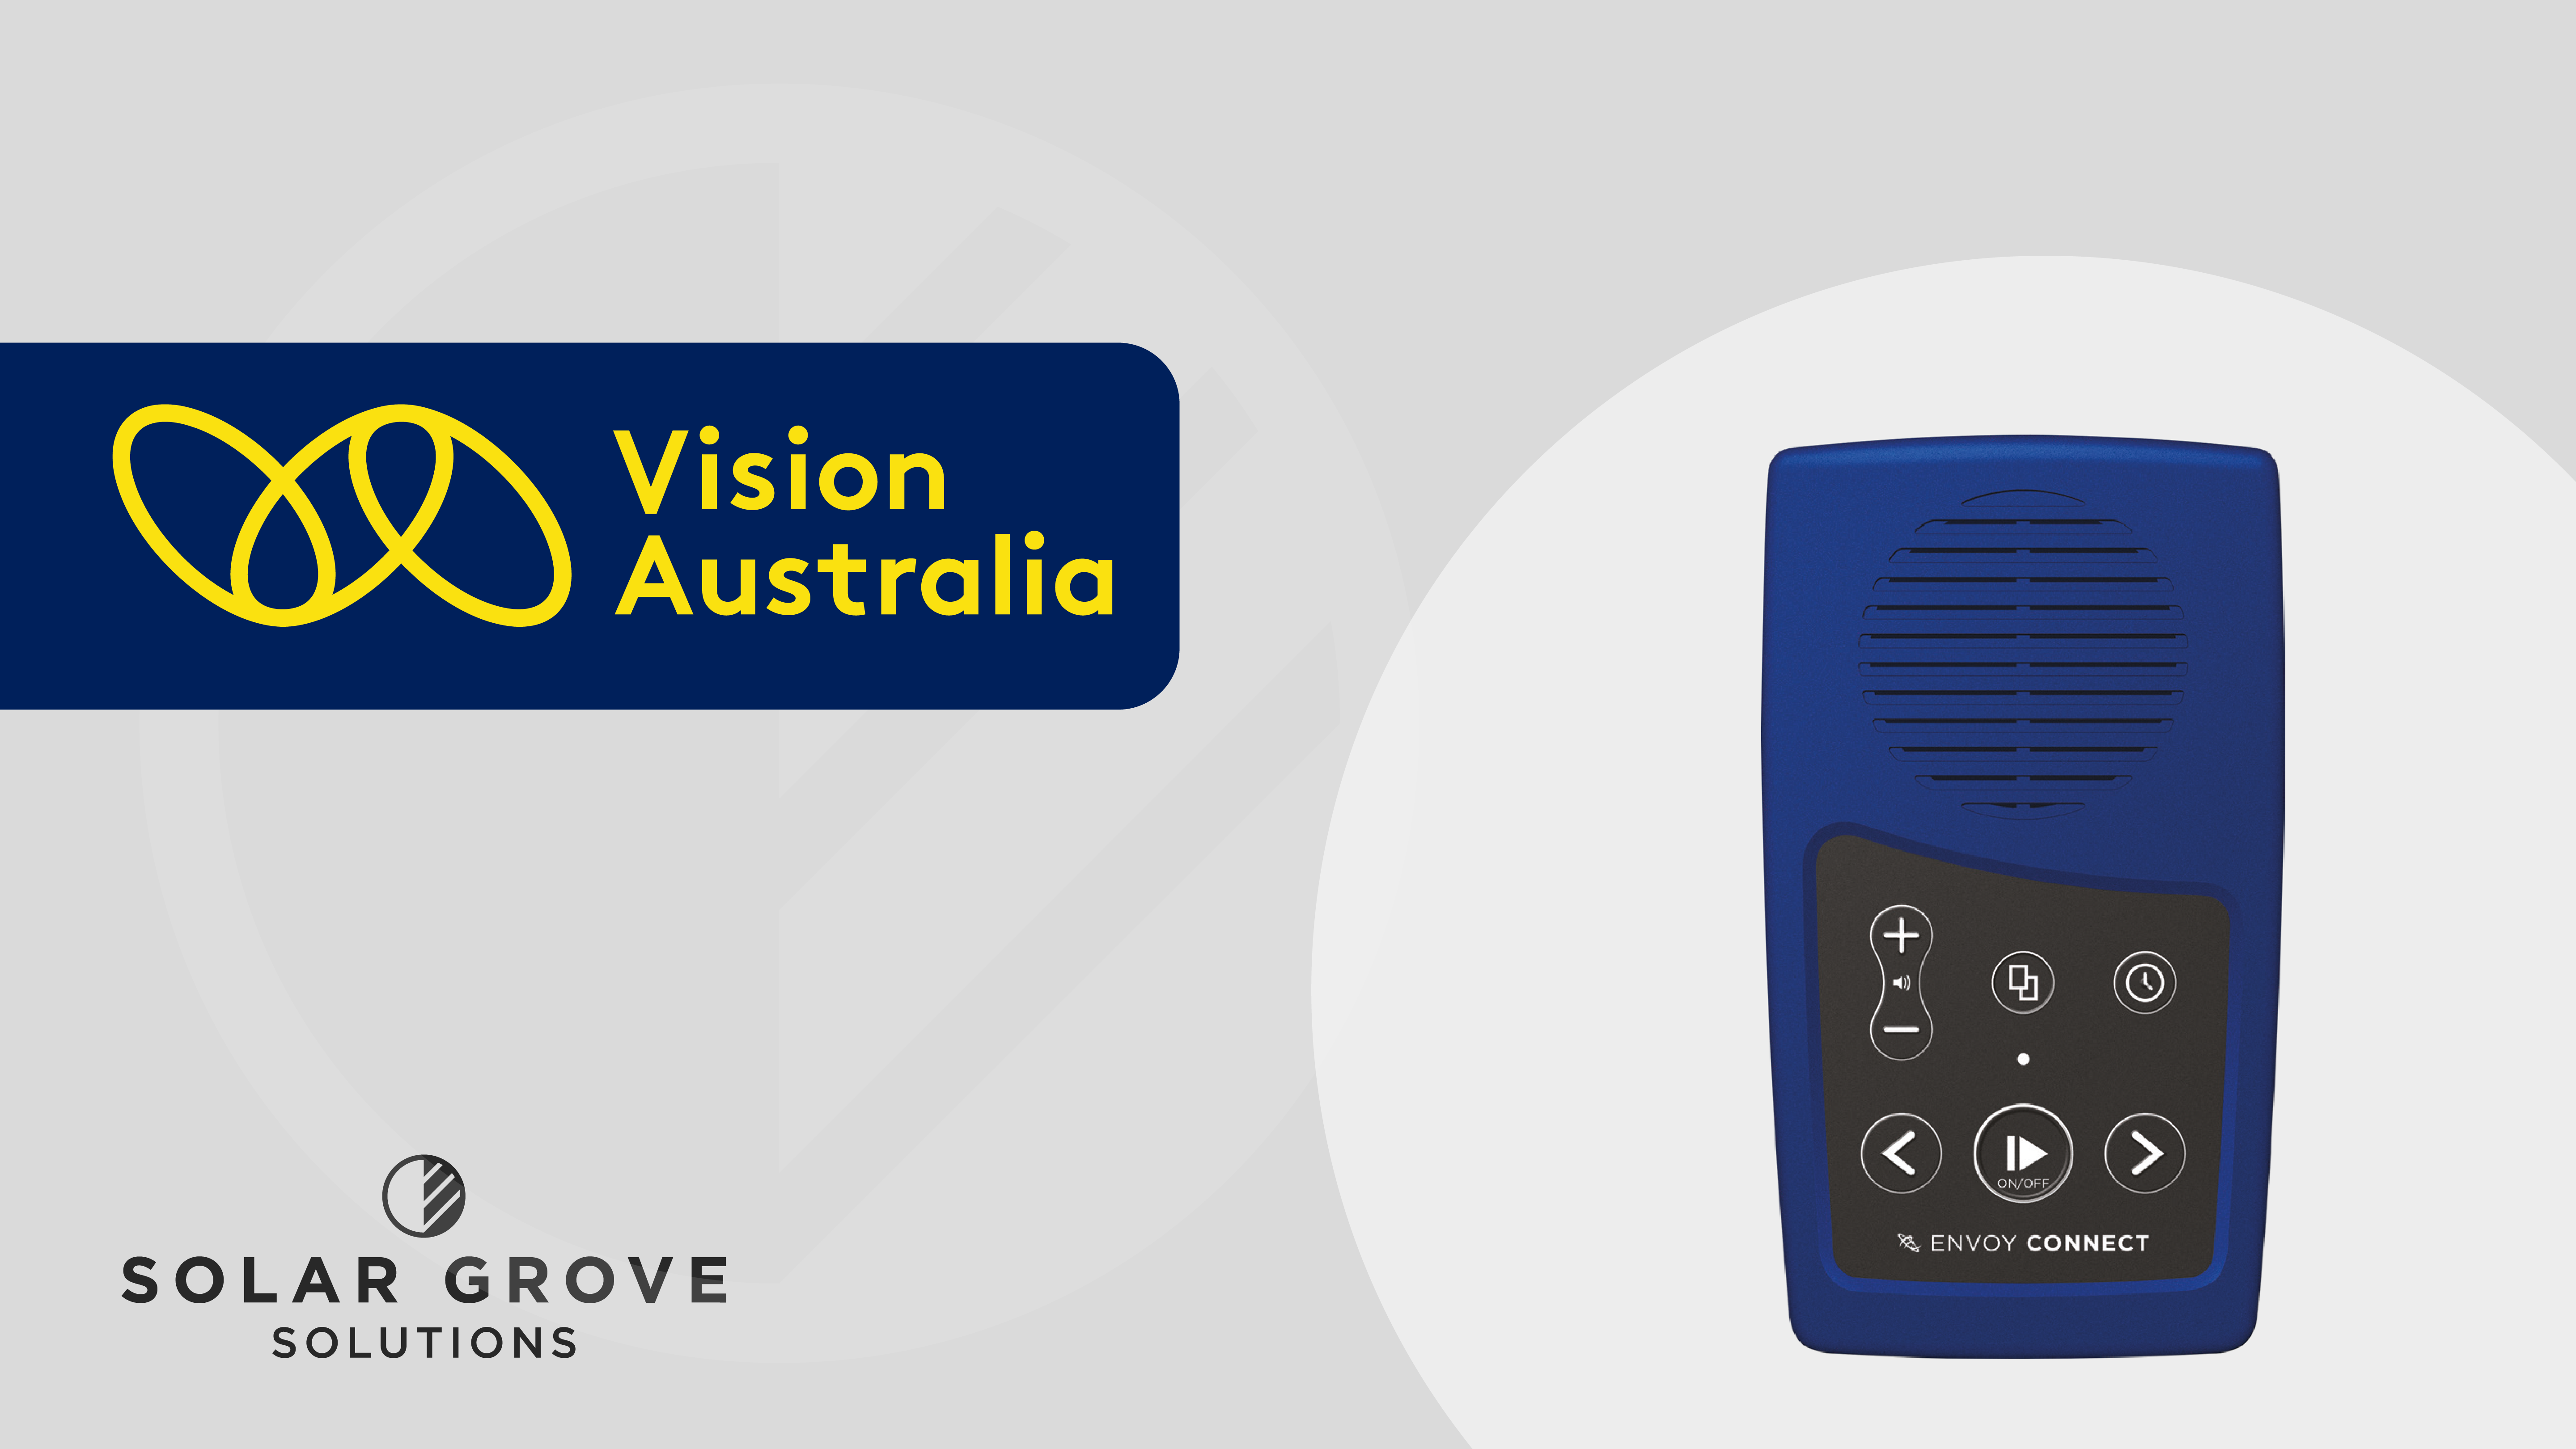 Vision
Australia
SOLAR GROVE
SOLUTIONS
ON/OFF
ENVOY CONNECT